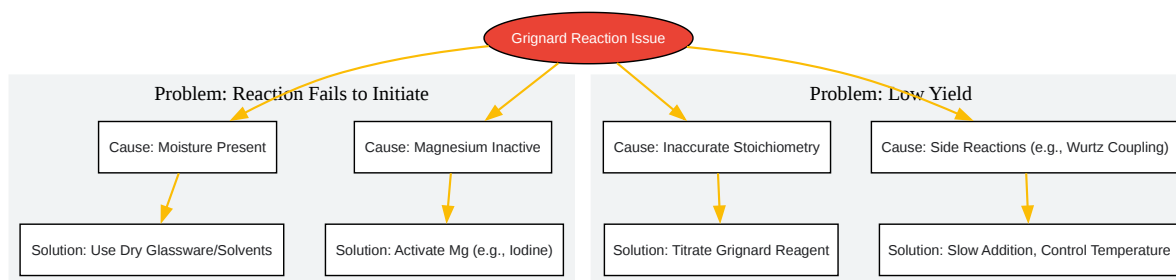 Grignard Reaction Issue
Problem: Reaction Fails to Initiate
Problem: Low Yield
Cause: Moisture Present
Cause: Magnesium Inactive
Cause: Inaccurate Stoichiometry
Cause: Side Reactions (e.g., Wurtz Coupling)
Solution: Use Dry Glassware/Solvents
Solution: Activate Mg (e.g., Iodine)
Solution: Titrate Grignard Reagent
Solution: Slow Addition, Control Temperature